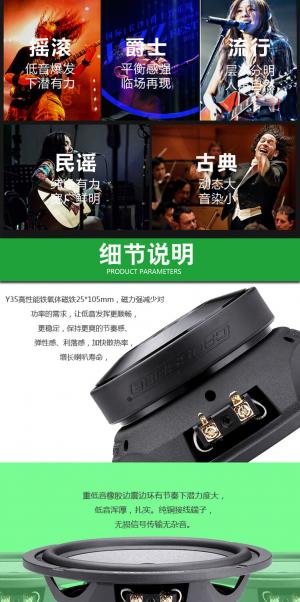 摇滚
低音爆发
下潜有力
爵士
平衡感强
临场再现
流行
层次分明
民谣
古典
动态大
音染小
细节说明
PRODUCT PARAMETERS
Y35高性能铁氧体磁铁25*105mm，磁力强减少对
功率的需求，让低音发挥更顺畅，
更稳定，保持更爽的节奏感、
弹性感、利落感，加快散热率，
增长喇叭寿命，
重低音橡胶边震边坏有节奏下潜力度大，
低音浑厚，扎实。纯铜接线端子，
无损信号传输无杂音。